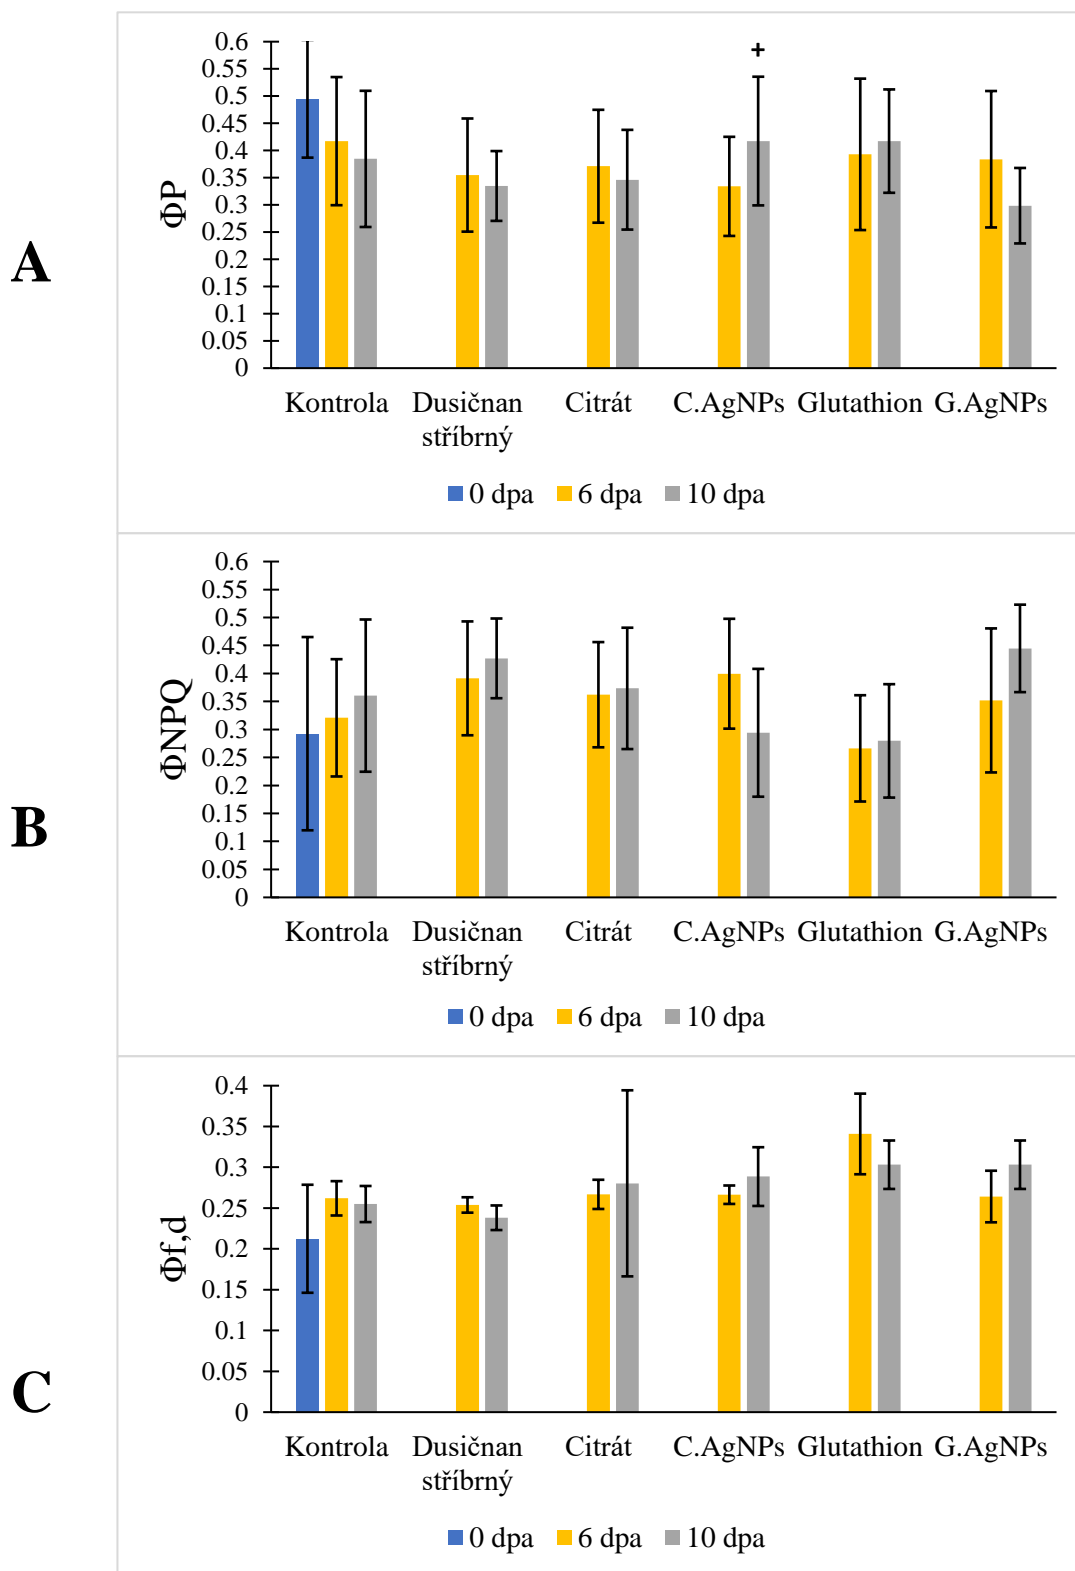 A
ΦP
0.6
0.55
0.5
0.45
0.4
0.35
0.3
0.25
0.2
0.15
0.1
0.05
0
+
Kontrola Dusičnan Citrát C.AgNPs Glutathion G.AgNPs
stříbrný
0 dpa 6 dpa 10 dpa
B
ΦNPQ
0.6
0.55
0.5
0.45
0.4
0.35
0.3
0.25
0.2
0.15
0.1
0.05
0
Kontrola Dusičnan Citrát C.AgNPs Glutathion G.AgNPs
stříbrný
0 dpa 6 dpa 10 dpa
C
Φf,d
0.4
0.35
0.3
0.25
0.2
0.15
0.1
0.05
0
Kontrola Dusičnan Citrát C.AgNPs Glutathion G.AgNPs
stříbrný
0 dpa 6 dpa 10 dpa